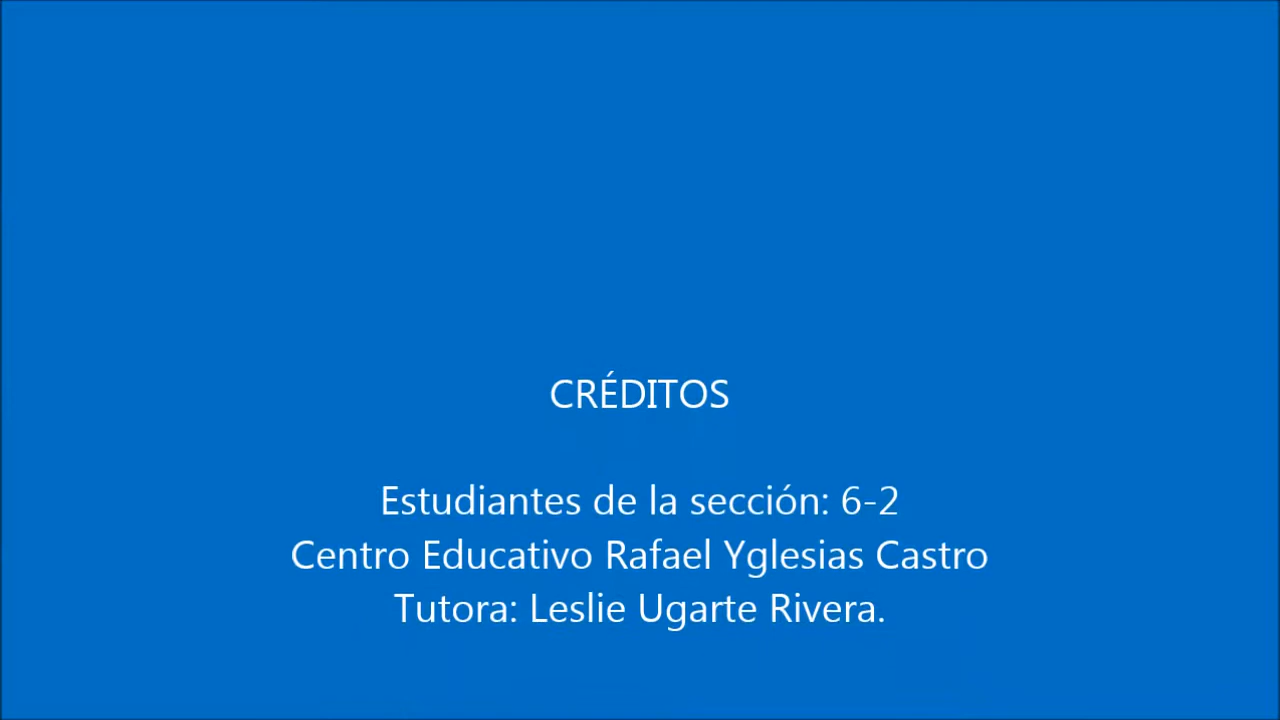 CRÉDITOS
Estudiantes de la sección: 6-2
Centro Educativo Rafael Yglesias Castro
Tutora: Leslie Ugarte Rivera.